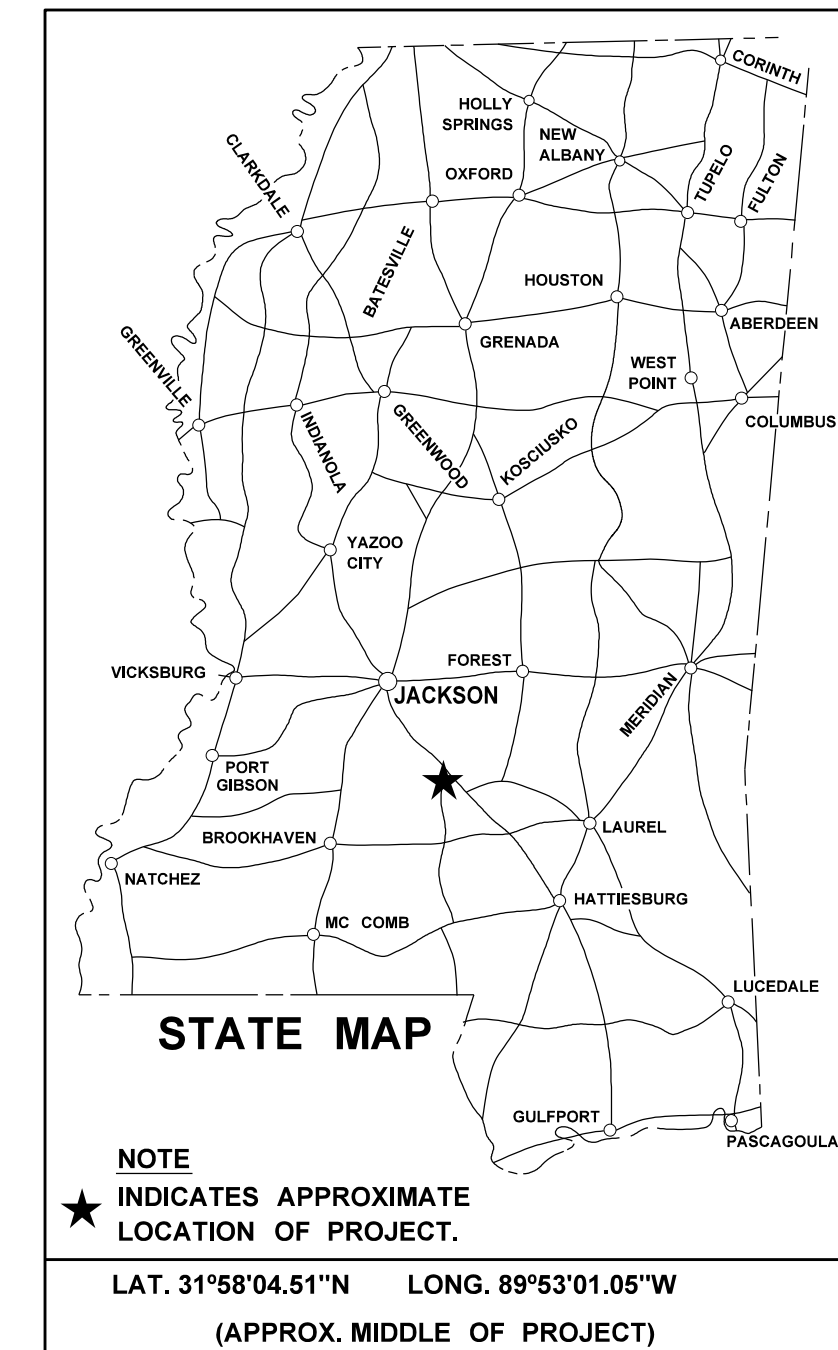 CORINTH
HOLLY
SPRINGS
NEW
ALBANY
CLARKDALE
OXFORD
TUPELO
FULTON
BATESVILLE
HOUSTON
GREENVILLE
GRENADA
ABERDEEN
WEST
POINT
INDIANOLA
GREENWOOD
KOSCIUSKO
COLUMBUS
YAZOO
CITY
VICKSBURG
FOREST
JACKSON
MERIDIAN
PORT
GIBSON
BROOKHAVEN
LAUREL
NATCHEZ
HATTIESBURG
MC COMB
LUCEDALE
STATE MAP
GULFPORT
PASCAGOULA
NOTE
INDICATES APPROXIMATE
LOCATION OF PROJECT.
LAT. 31º58'04.51"N LONG. 89º53'01.05"W
(APPROX. MIDDLE OF PROJECT)